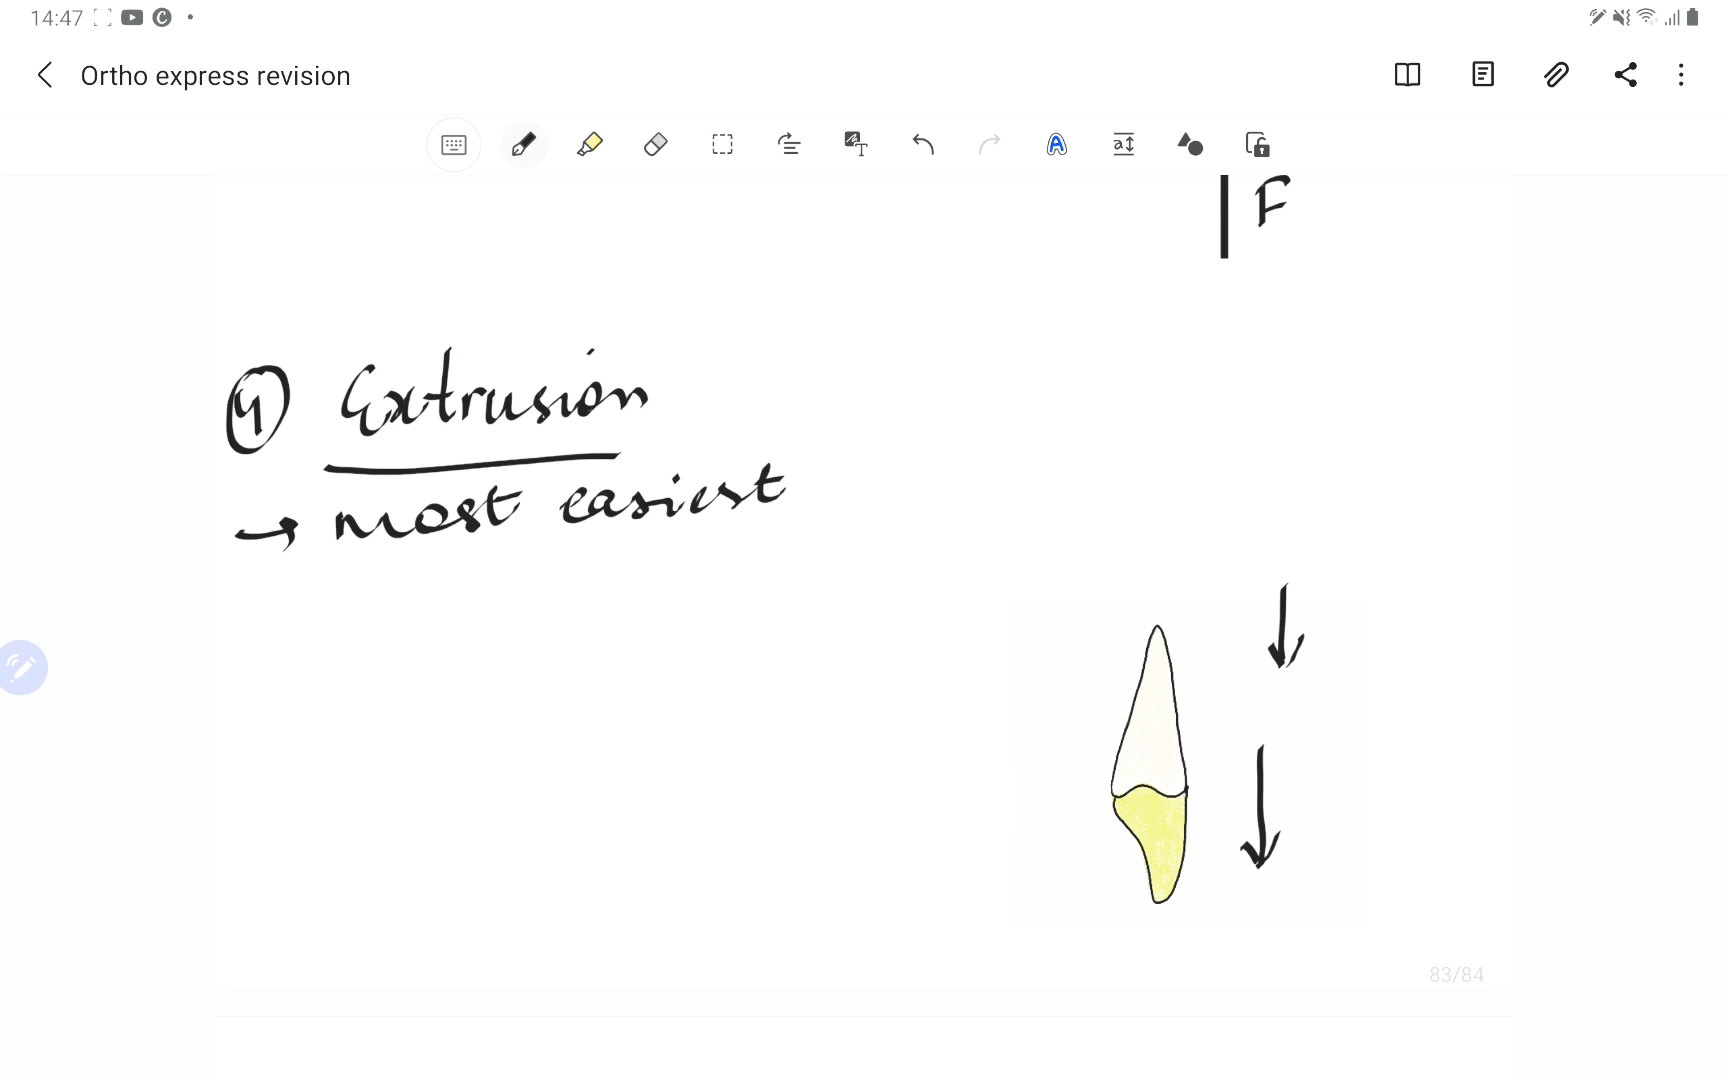 14:47
Ortho express revision
F
④ Extrusion
→ most easiest
83/84